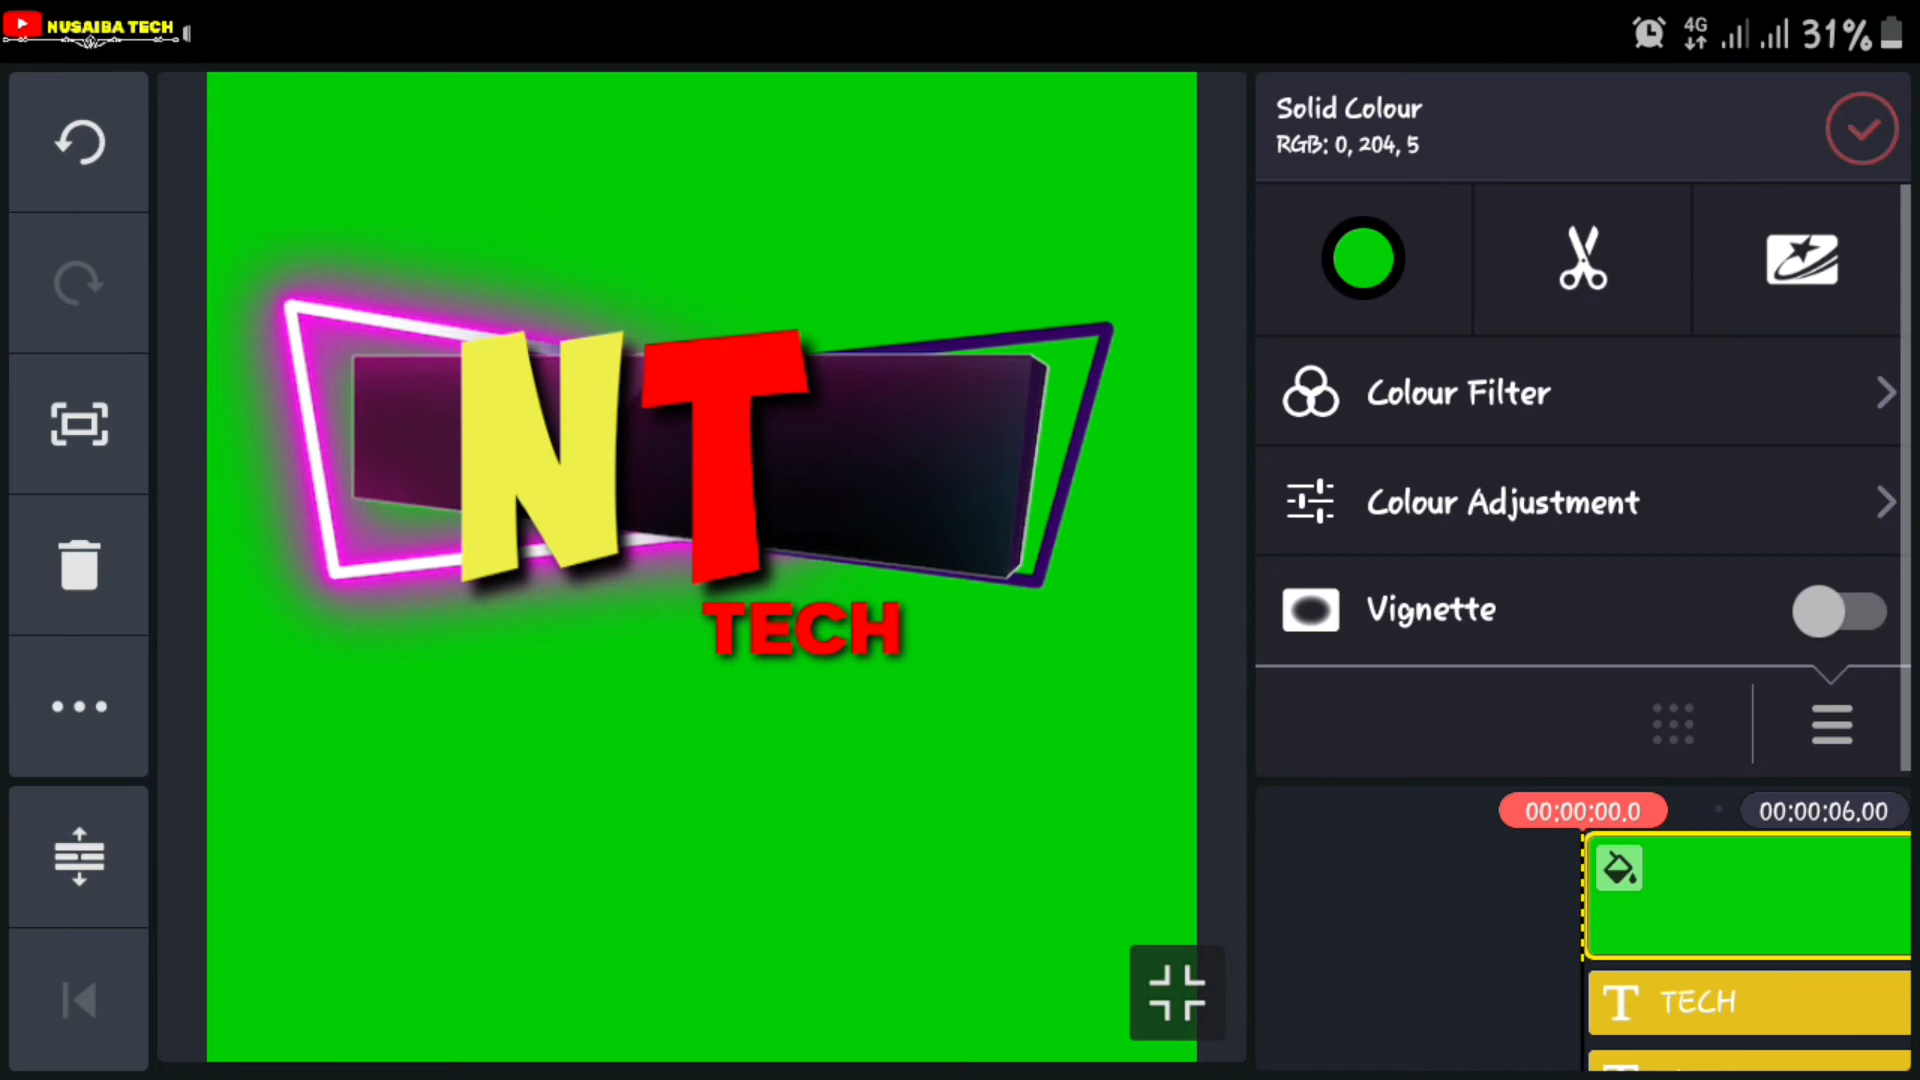 NUSAIBA TECH
4G 31%
Solid Colour
RGB: 0, 204, 5
Colour Filter
Colour Adjustment
Vignette
NT
TECH
00:00:00.0
00:00:06.00
T TECH